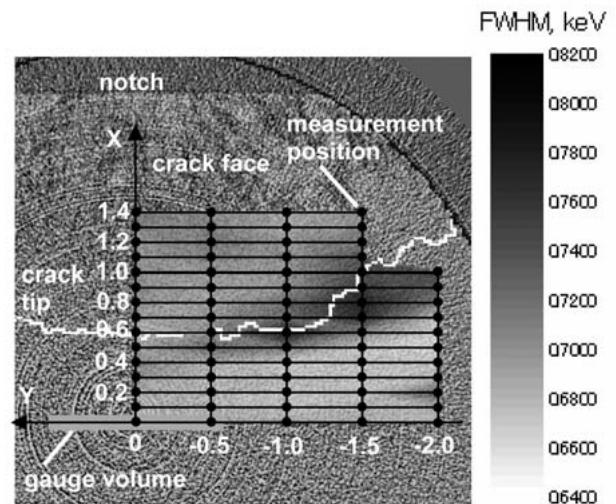 FWHM, keV
0.8200
0.8000
0.7800
0.7600
0.7400
0.7200
0.7000
0.6800
0.6600
0.6400
notch
measurement
position
X
crack face
1.4
1.2
1.0
0.8
0.6
0.4
0.2
crack
tip
Y
0 -0.5 -1.0 -1.5 -2.0
gauge volume